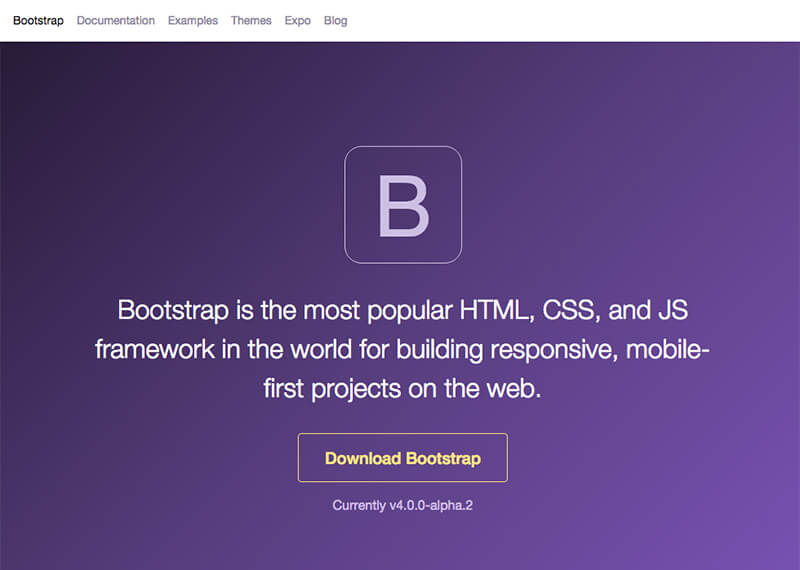 Bootstrap Documentation Examples Themes Expo Blog
B
Bootstrap is the most popular HTML, CSS, and JS
framework in the world for building responsive, mobile-
first projects on the web.
Download Bootstrap
Currently v4.0.0-alpha.2